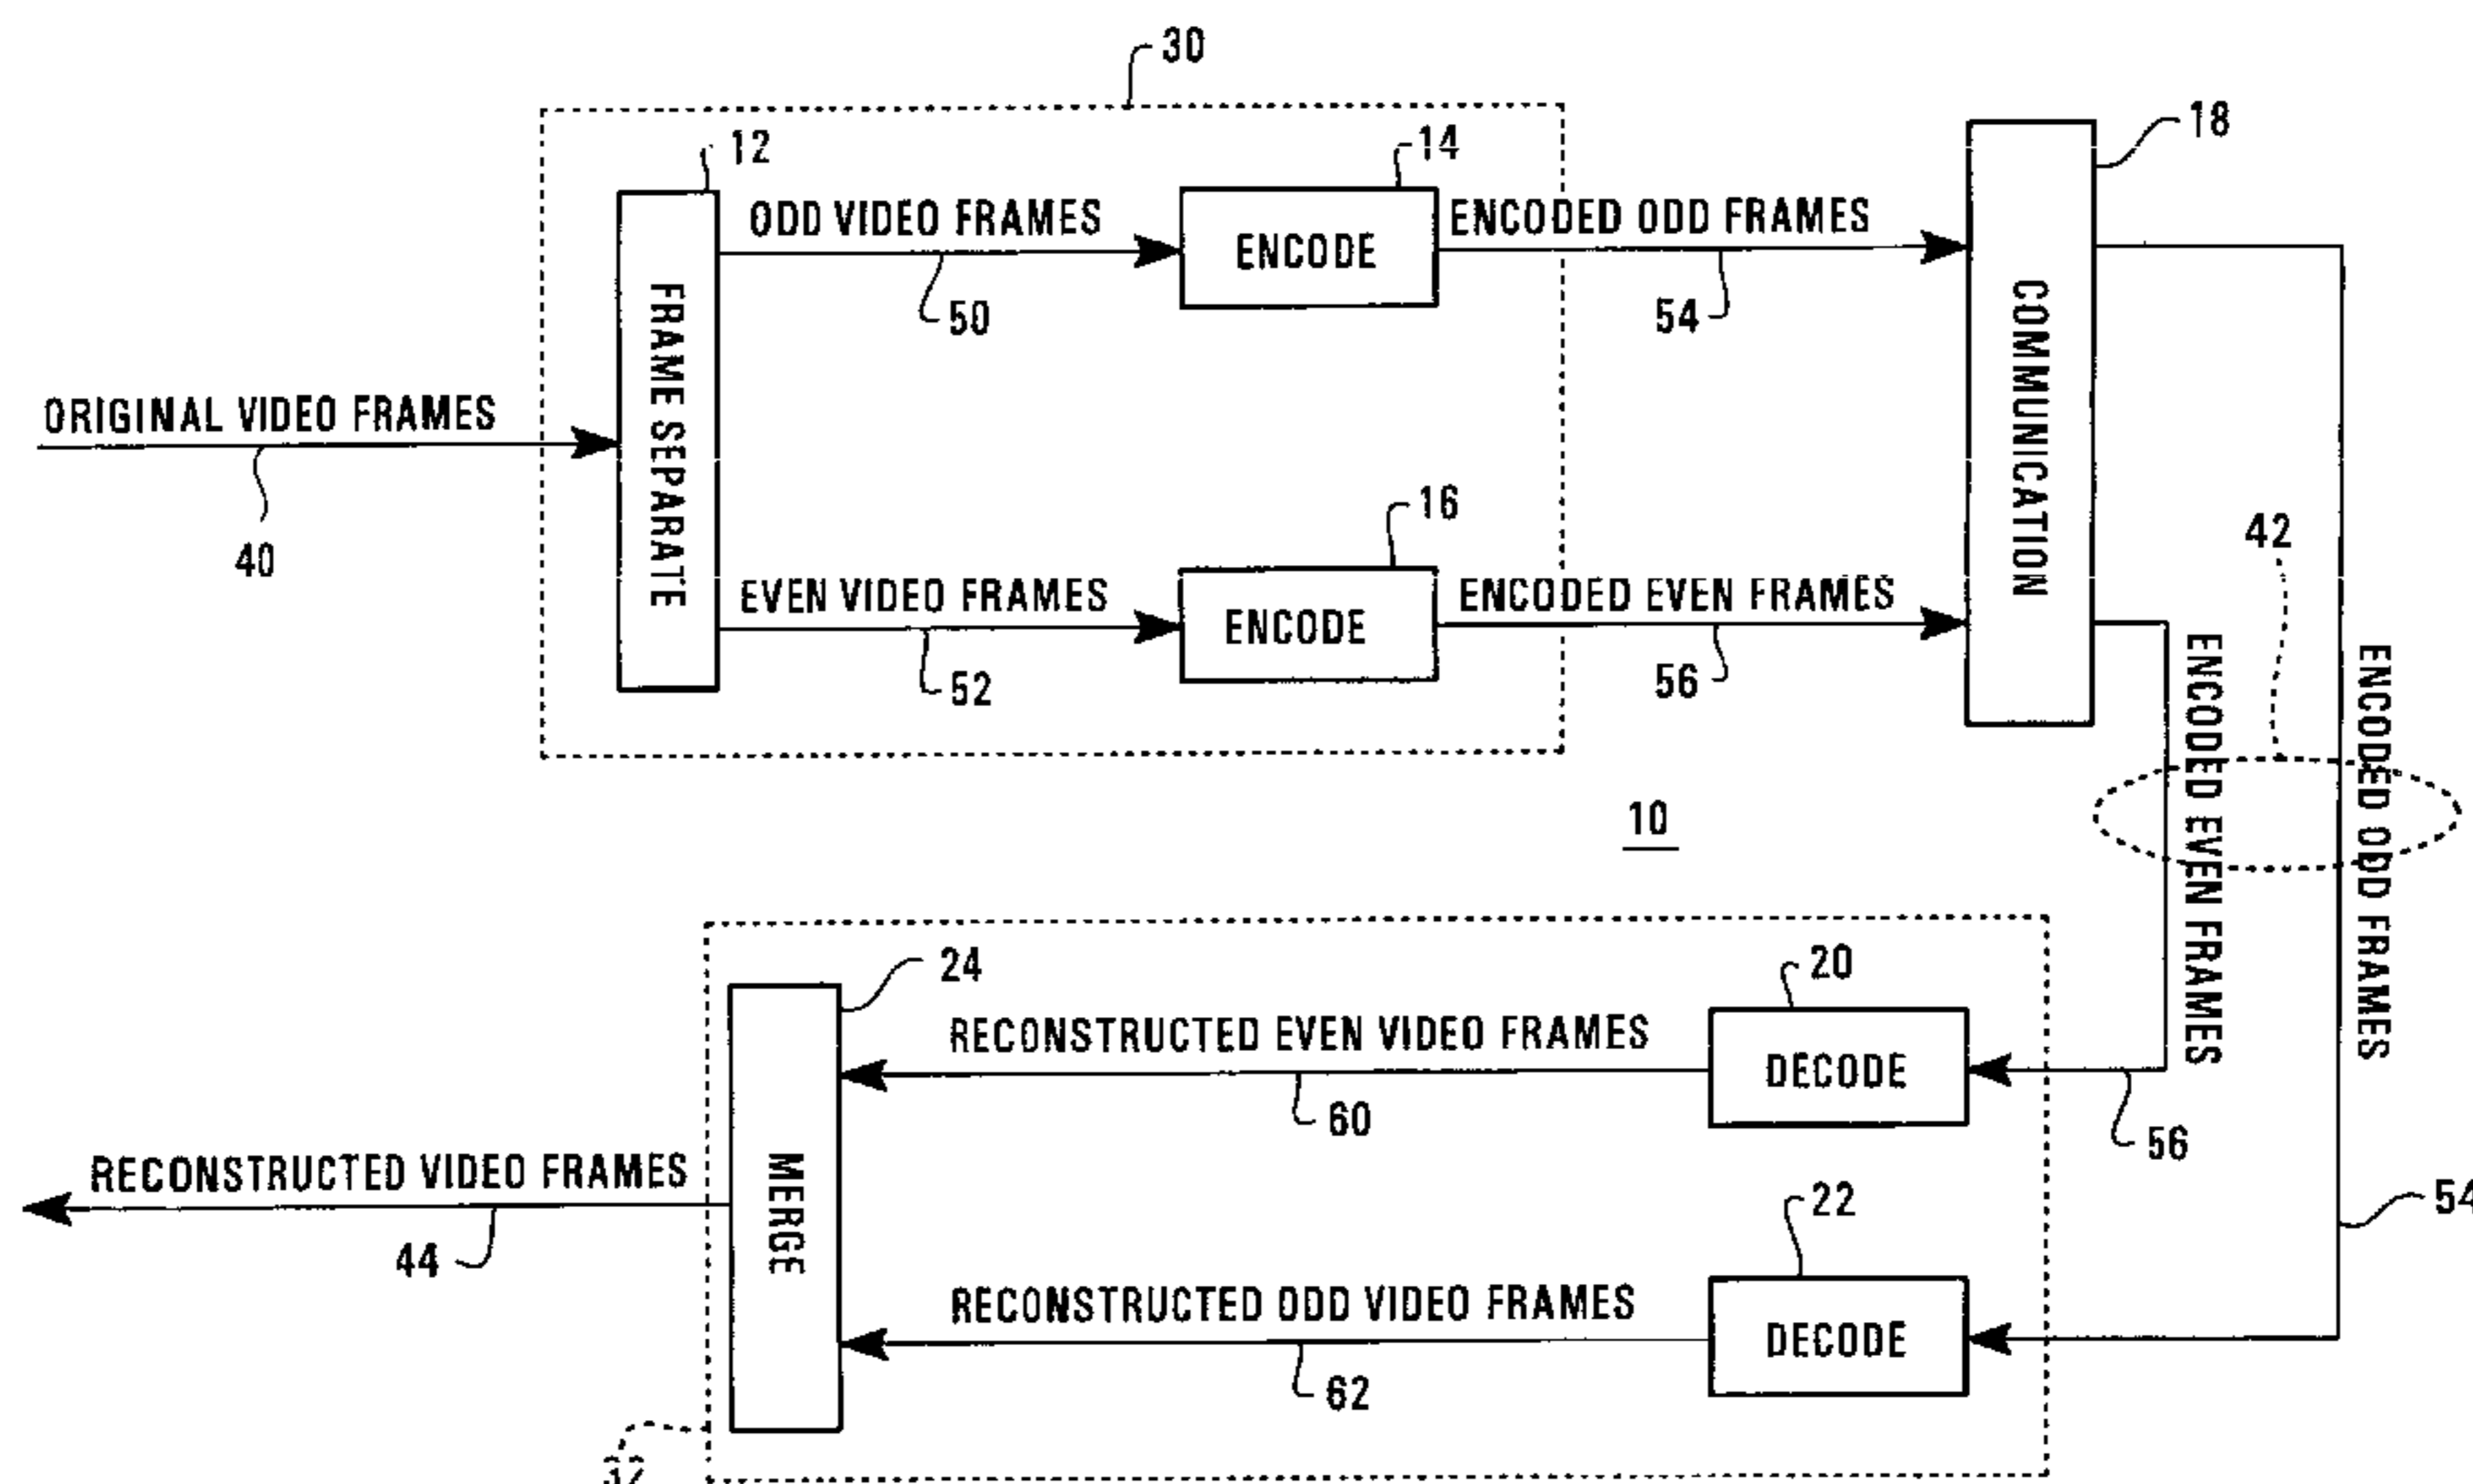 30
12
14
18
ODD VIDEO FRAMES
ENCODE
ENCODED ODD FRAMES
50
54
FRAME SEPARATE
COMMUNICATION
ORIGINAL VIDEO FRAMES
40
16
42
EVEN VIDEO FRAMES
ENCODE
ENCODED EVEN FRAMES
52
56
ENCODED EVEN FRAMES
ENCODED ODD FRAMES
10
24
20
RECONSTRUCTED EVEN VIDEO FRAMES
DECODE
60
56
MERGE
RECONSTRUCTED VIDEO FRAMES
44
22
54
RECONSTRUCTED ODD VIDEO FRAMES
DECODE
62